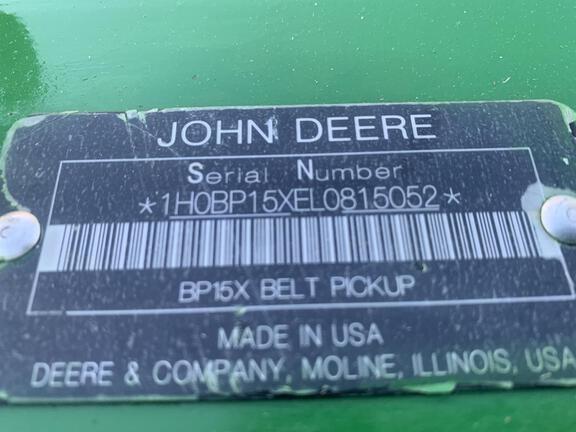 JOHN DEERE
Serial Number
*1H0BP15XEL0815052*
BP15X BELT PICKUP
MADE IN USA
DEERE & COMPANY, MOLINE, ILLINOIS, USA